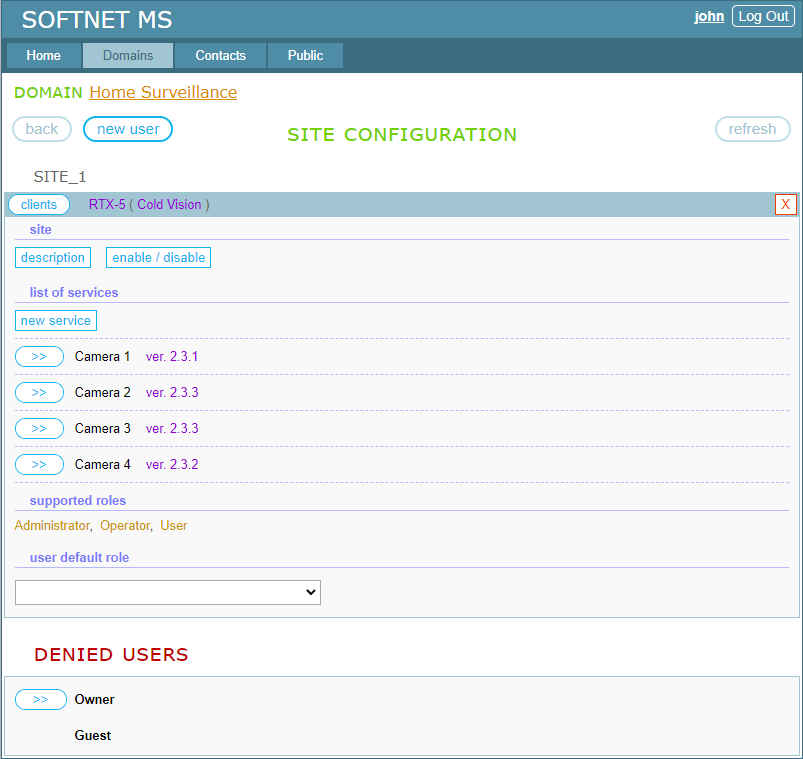 SOFTNET MS john Log Out
Home Domains Contacts Public
DOMAIN Home Surveillance
back new user SITE CONFIGURATION refresh
SITE_1
clients RTX-5 ( Cold Vision ) X
site
description enable / disable
list of services
new service
>> Camera 1 ver. 2.3.1
>> Camera 2 ver. 2.3.3
>> Camera 3 ver. 2.3.3
>> Camera 4 ver. 2.3.2
supported roles
Administrator, Operator, User
user default role
DENIED USERS
>> Owner
Guest